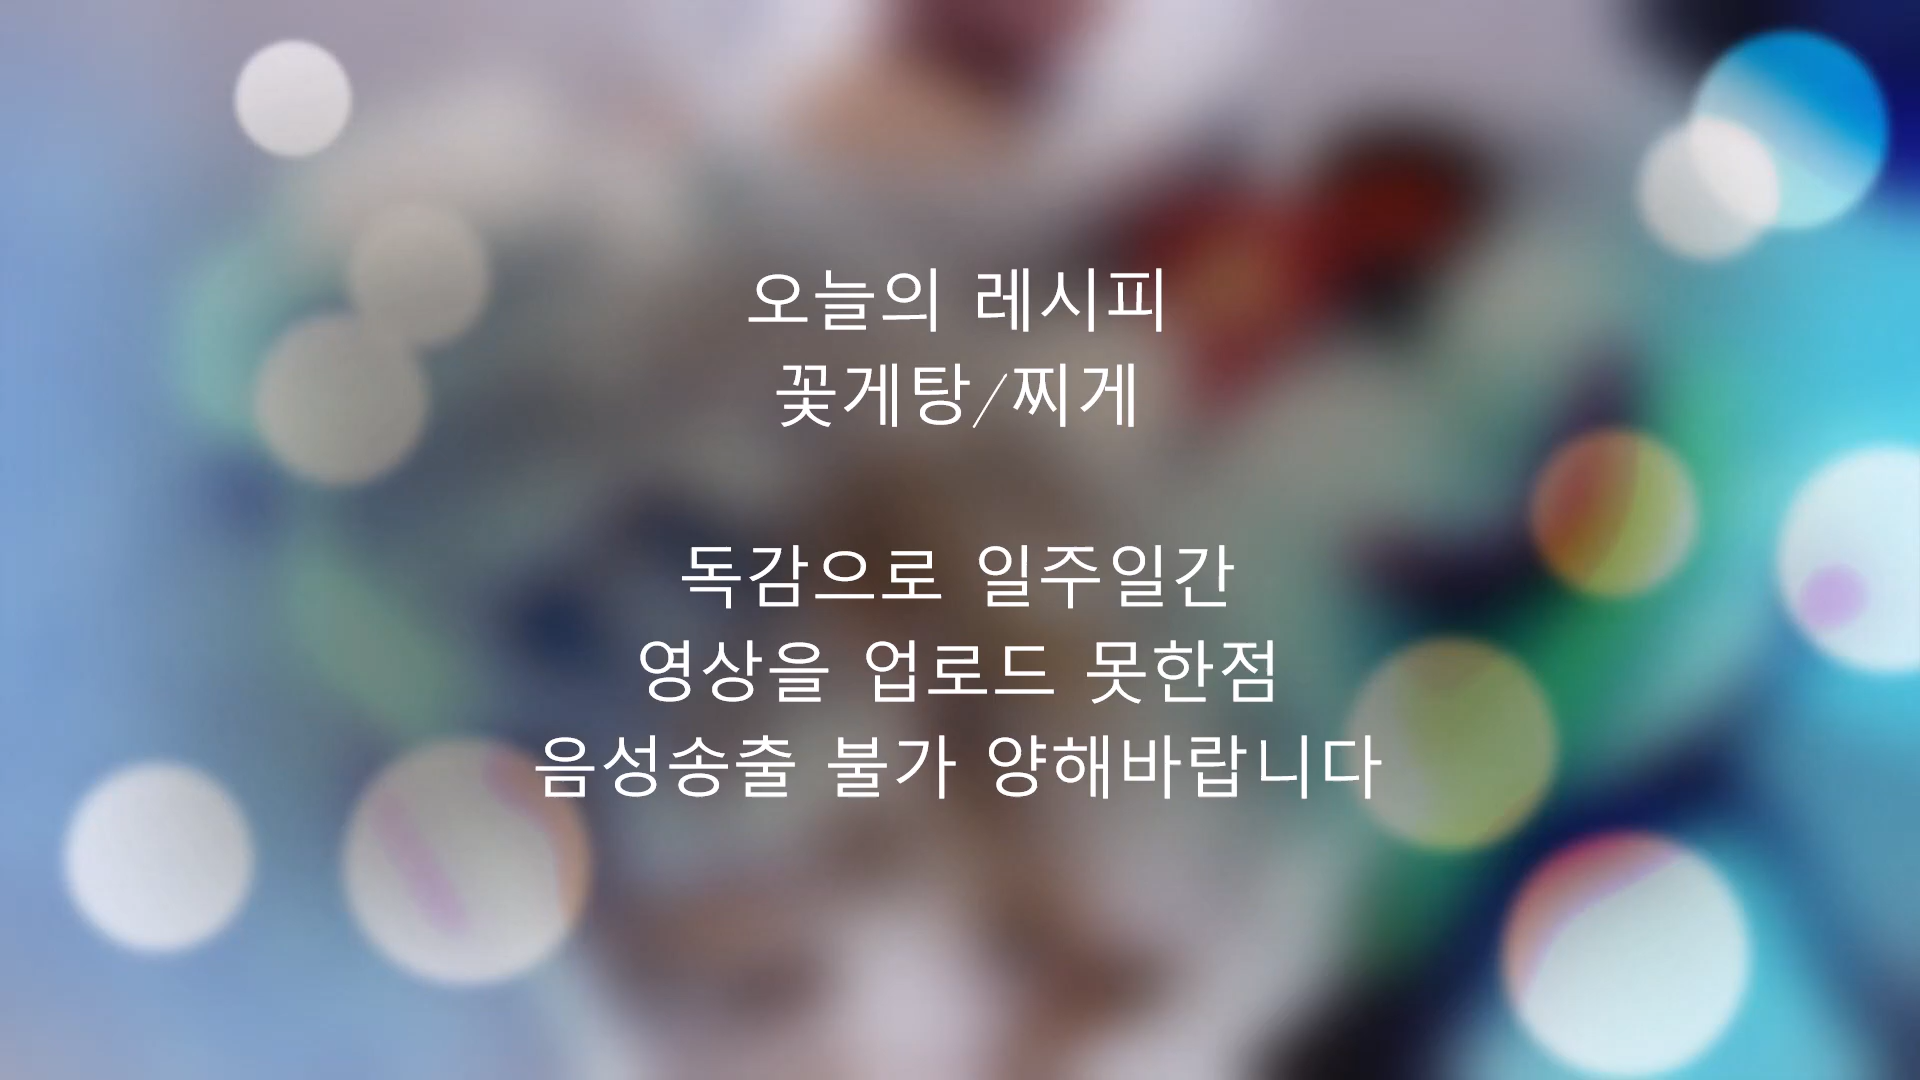 오늘의 레시피
꽃게탕/찌게
독감으로 일주일간
영상을 업로드 못한점
음성송출 불가 양해바랍니다